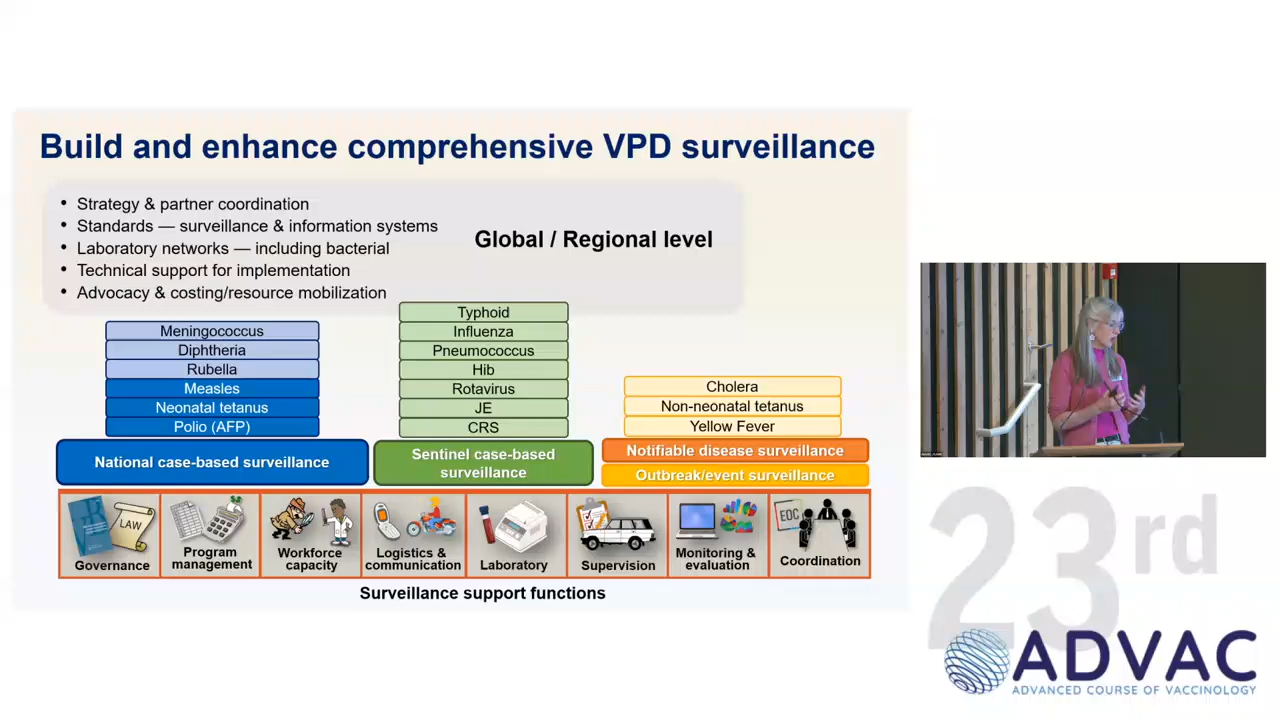 Build and enhance comprehensive VPD surveillance
• Strategy & partner coordination
• Standards — surveillance & information systems
• Laboratory networks — including bacterial
• Technical support for implementation
• Advocacy & costing/resource mobilization
Global / Regional level
Meningococcus
Diphtheria
Rubella
Measles
Neonatal tetanus
Polio (AFP)
National case-based surveillance
Typhoid
Influenza
Pneumococcus
Hib
Rotavirus
JE
CRS
Sentinel case-based
surveillance
Cholera
Non-neonatal tetanus
Yellow Fever
Notifiable disease surveillance
Outbreak/event surveillance
LAW
Governance
Program
management
Workforce
capacity
Logistics &
communication
Laboratory
Supervision
Monitoring &
evaluation
EOC
Coordination
Surveillance support functions
23rd
ADVAC
ADVANCED COURSE OF VACCINOLOGY